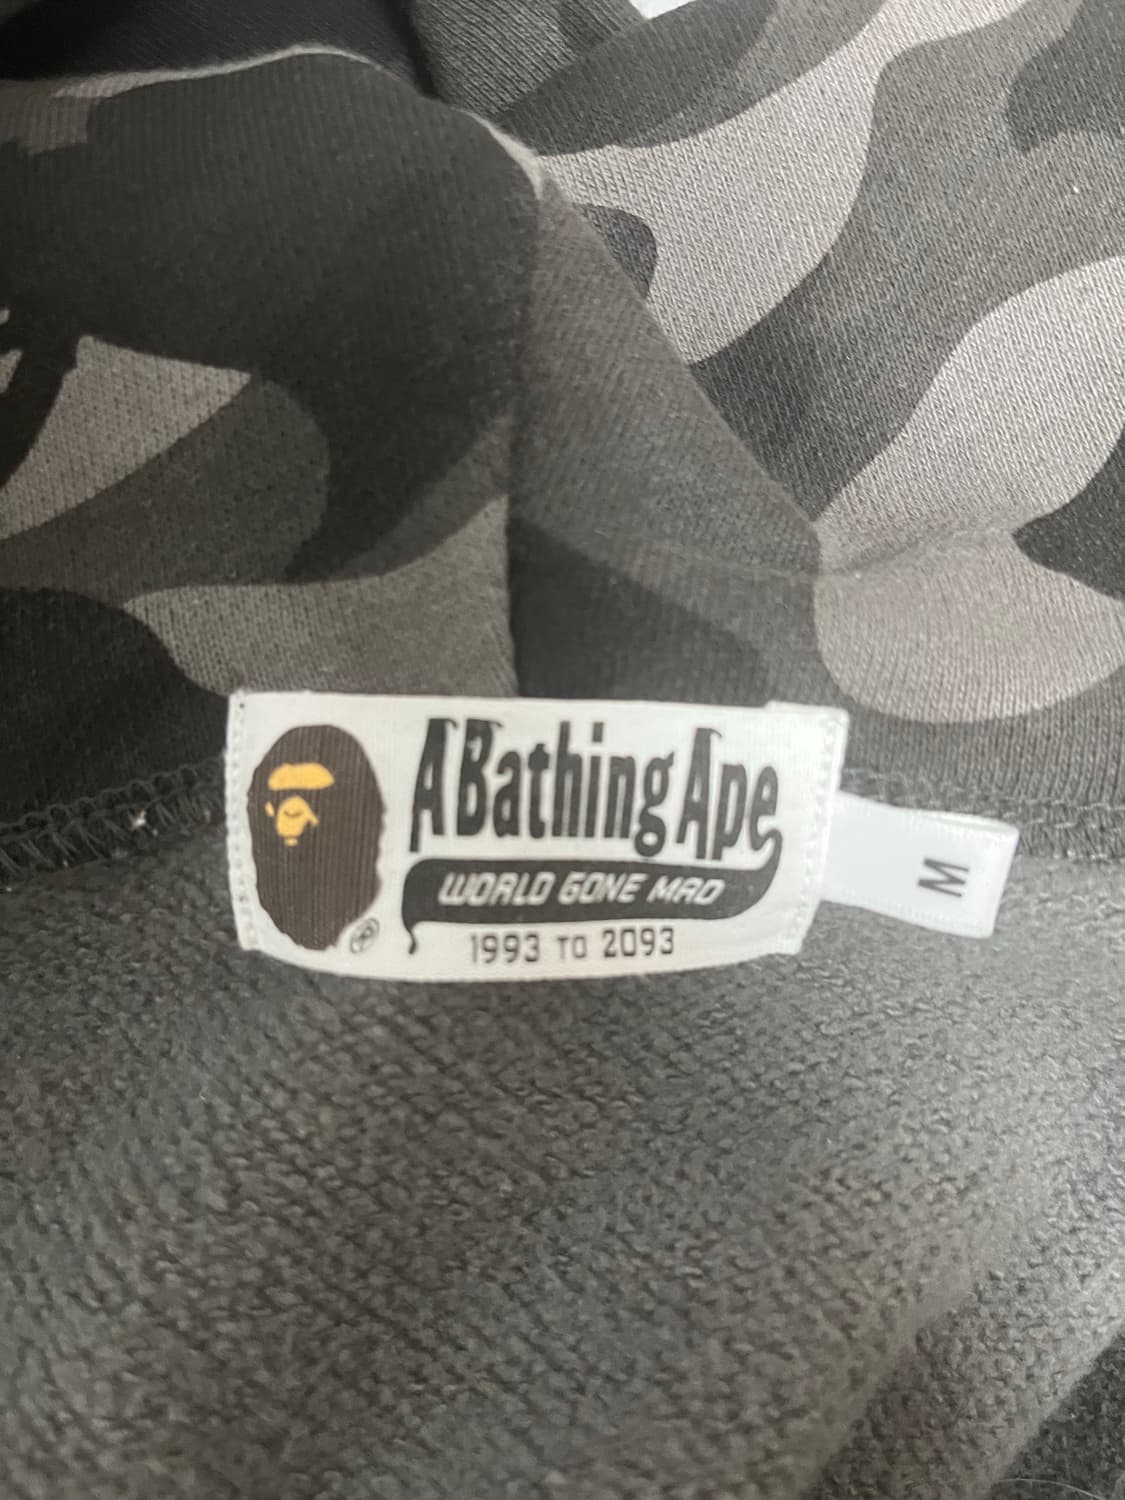 A Bathing Ape
WORLD GONE MAD
1993 TO 2093
M